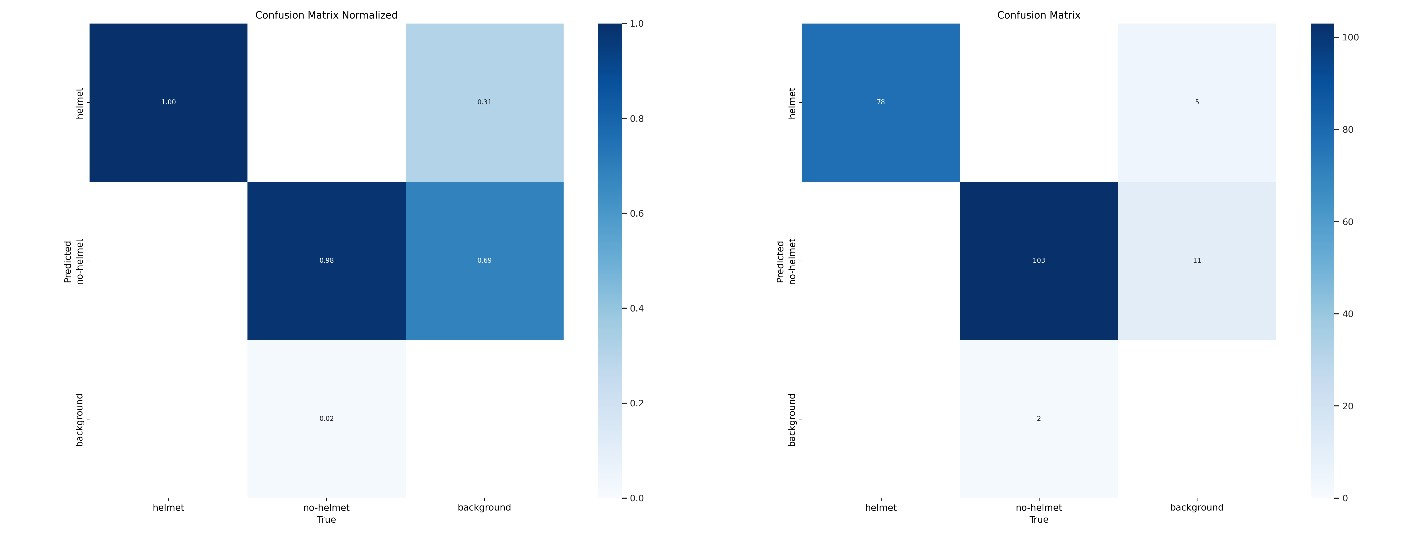 Confusion Matrix Normalized
helmet
Predicted
no-helmet
background
1.00
0.31
0.98
0.69
0.02
helmet
no-helmet
background
True
1.0
0.8
0.6
0.4
0.2
0.0
Confusion Matrix
helmet
Predicted
no-helmet
background
78
5
103
11
2
helmet
no-helmet
background
True
100
80
60
40
20
0